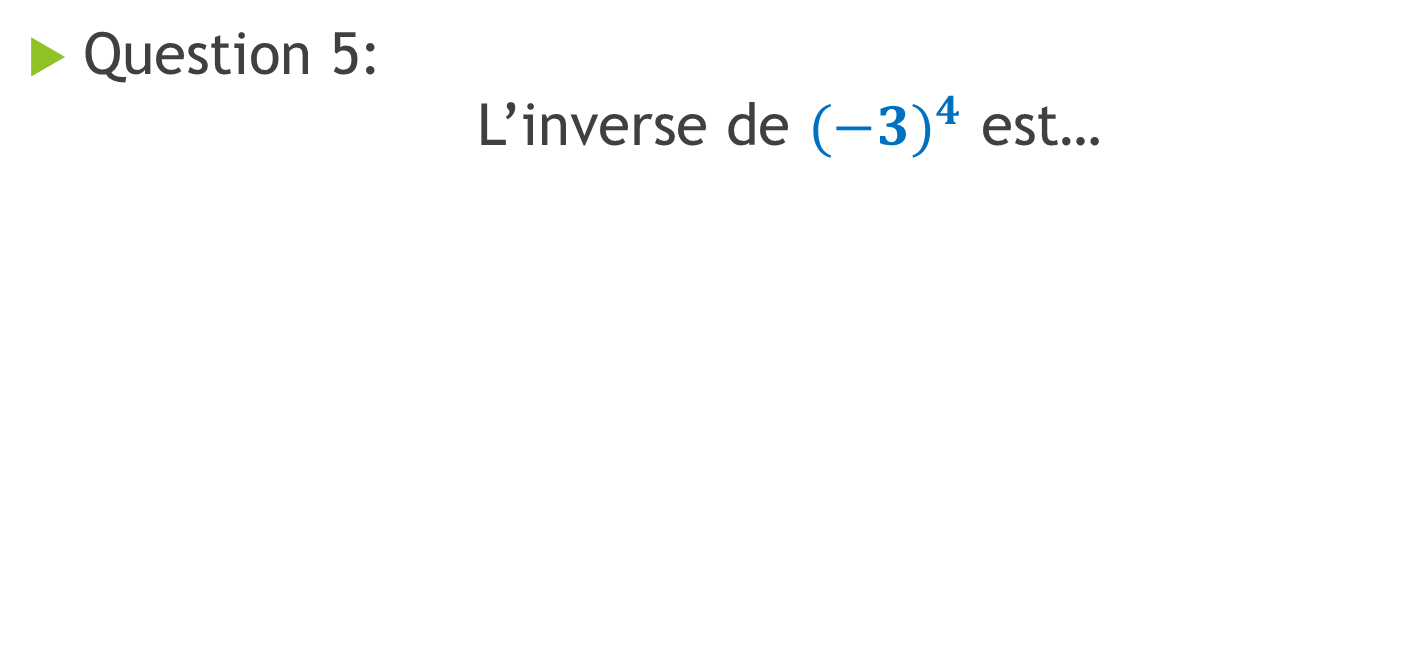 Question 5:
L’inverse de (−3)⁴ est…